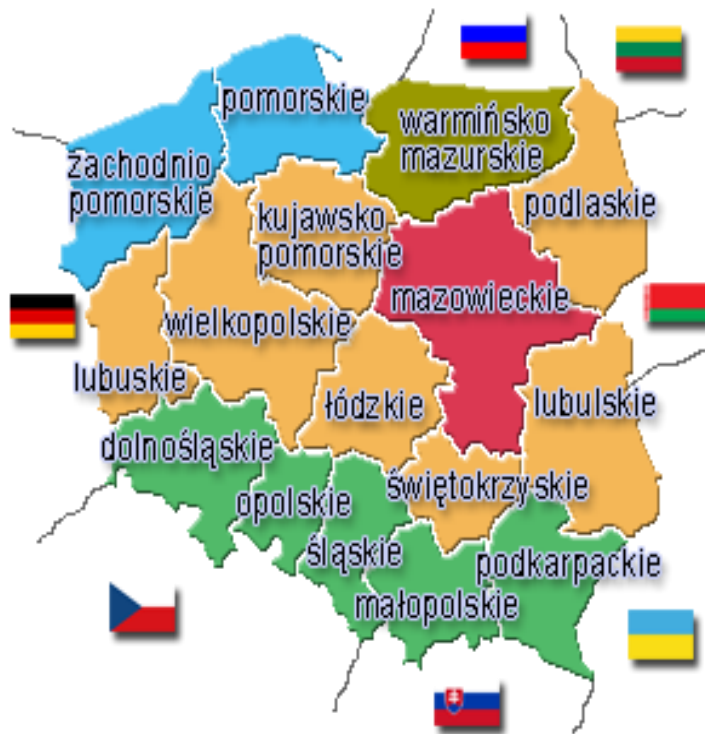 pomorskie
warmińsko
mazurskie
zachodnio
pomorskie
podlaskie
kujawsko
pomorskie
mazowieckie
wielkopolskie
lubuskie
łódzkie
lubulskie
dolnośląskie
świętokrzyskie
opolskie
śląskie
podkarpackie
małopolskie